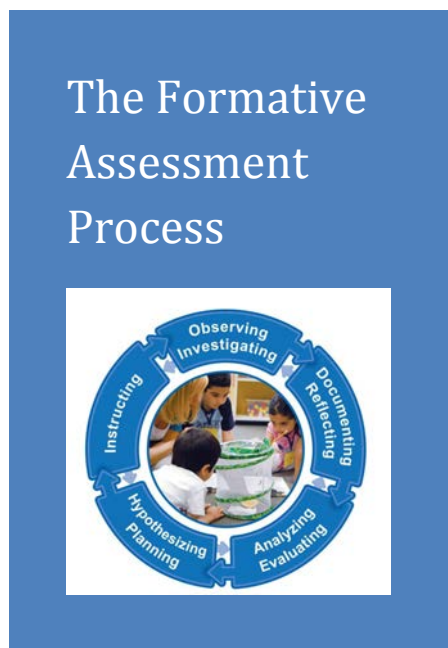 The Formative
Assessment
Process
Observing
Investigating
Documenting
Reflecting
Analyzing
Evaluating
Hypothesizing
Planning
Instructing